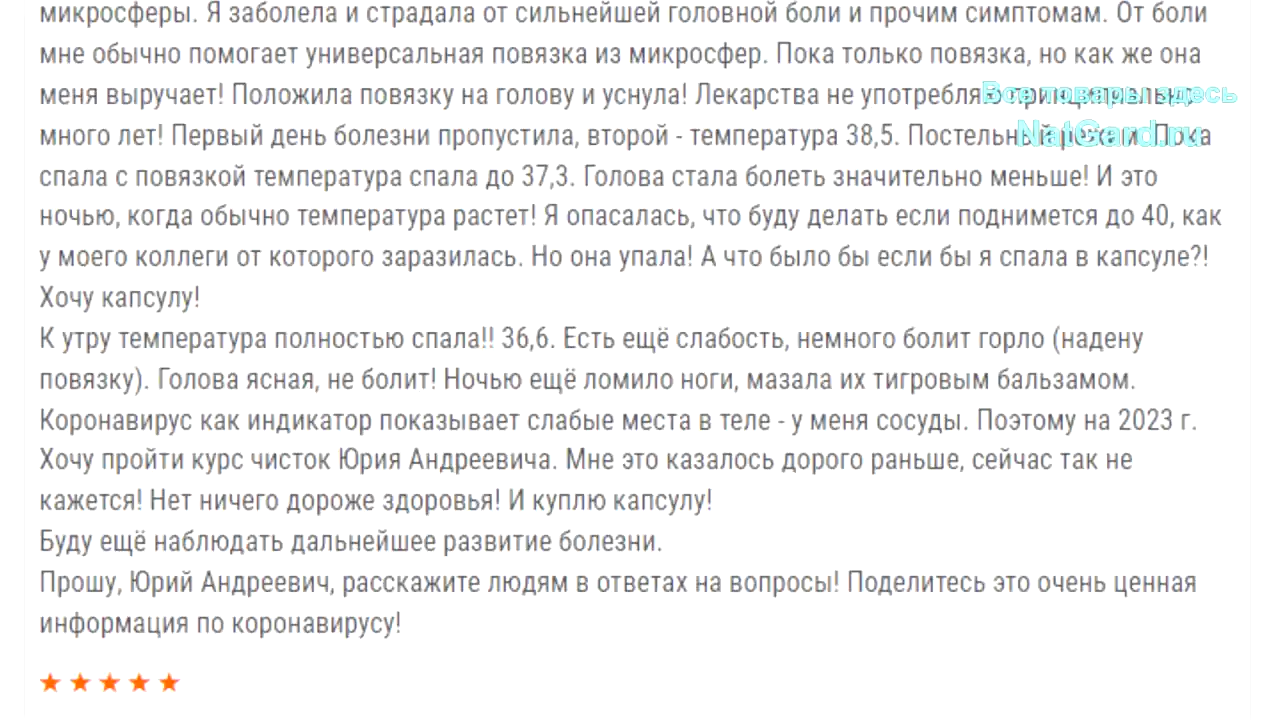 микросферы. Я заболела и страдала от сильнейшей головной боли и прочим симптомам. От боли
мне обычно помогает универсальная повязка из микросфер. Пока только повязка, но как же она
меня выручает! Положила повязку на голову и уснула! Лекарства не употребляю принципиально
Все товары здесь
много лет! Первый день болезни пропустила, второй - температура 38,5. Постельный режим. Пока
NatGard.ru
спала с повязкой температура спала до 37,3. Голова стала болеть значительно меньше! И это
ночью, когда обычно температура растет! Я опасалась, что буду делать если поднимется до 40, как
у моего коллеги от которого заразилась. Но она упала! А что было бы если бы я спала в капсуле?!
Хочу капсулу!
К утру температура полностью спала!! 36,6. Есть ещё слабость, немного болит горло (надену
повязку). Голова ясная, не болит! Ночью ещё ломило ноги, мазала их тигровым бальзамом.
Коронавирус как индикатор показывает слабые места в теле - у меня сосуды. Поэтому на 2023 г.
Хочу пройти курс чисток Юрия Андреевича. Мне это казалось дорого раньше, сейчас так не
кажется! Нет ничего дороже здоровья! И куплю капсулу!
Буду ещё наблюдать дальнейшее развитие болезни.
Прошу, Юрий Андреевич, расскажите людям в ответах на вопросы! Поделитесь это очень ценная
информация по коронавирусу!